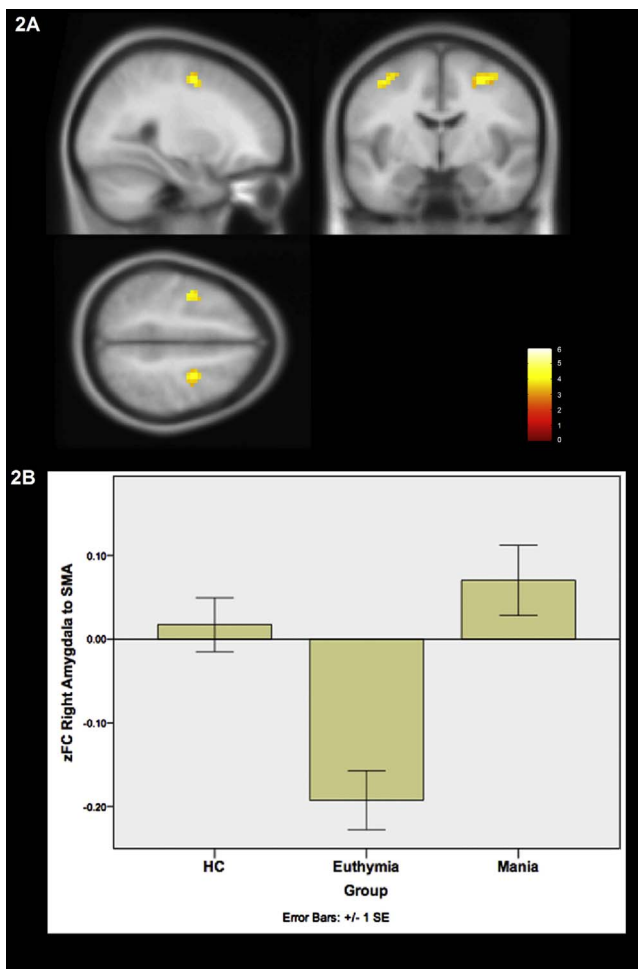 2A
6
5
4
3
2
1
0
2B
zFC Right Amygdala to SMA
0.10
0.00
-0.10
-0.20
HC
Euthymia
Mania
Group
Error Bars: +/- 1 SE